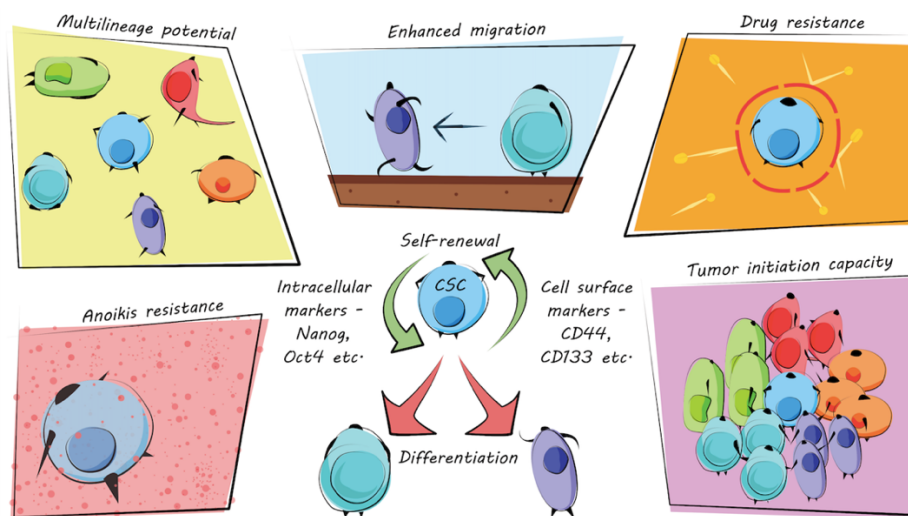 Multilineage potential
Enhanced migration
Drug resistance
Self-renewal
CSC
Intracellular
markers -
Nanog,
Oct4 etc.
Cell surface
markers -
CD44,
CD133 etc.
Anoikis resistance
Tumor initiation capacity
Differentiation